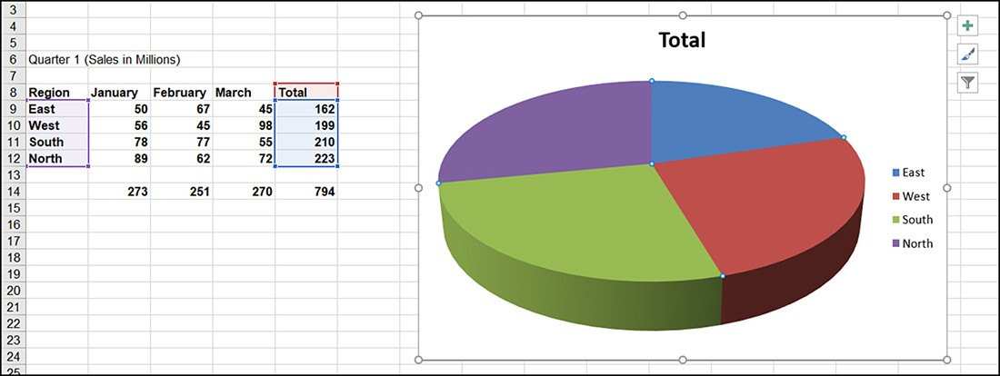 3
4
5
6 Quarter 1 (Sales in Millions)
7
8 Region January February March Total
9 East 50 67 45 162
10 West 56 45 98 199
11 South 78 77 55 210
12 North 89 62 72 223
13
14 273 251 270 794
15
16
17
18
19
20
21
22
23
24
25
Total
East
West
South
North